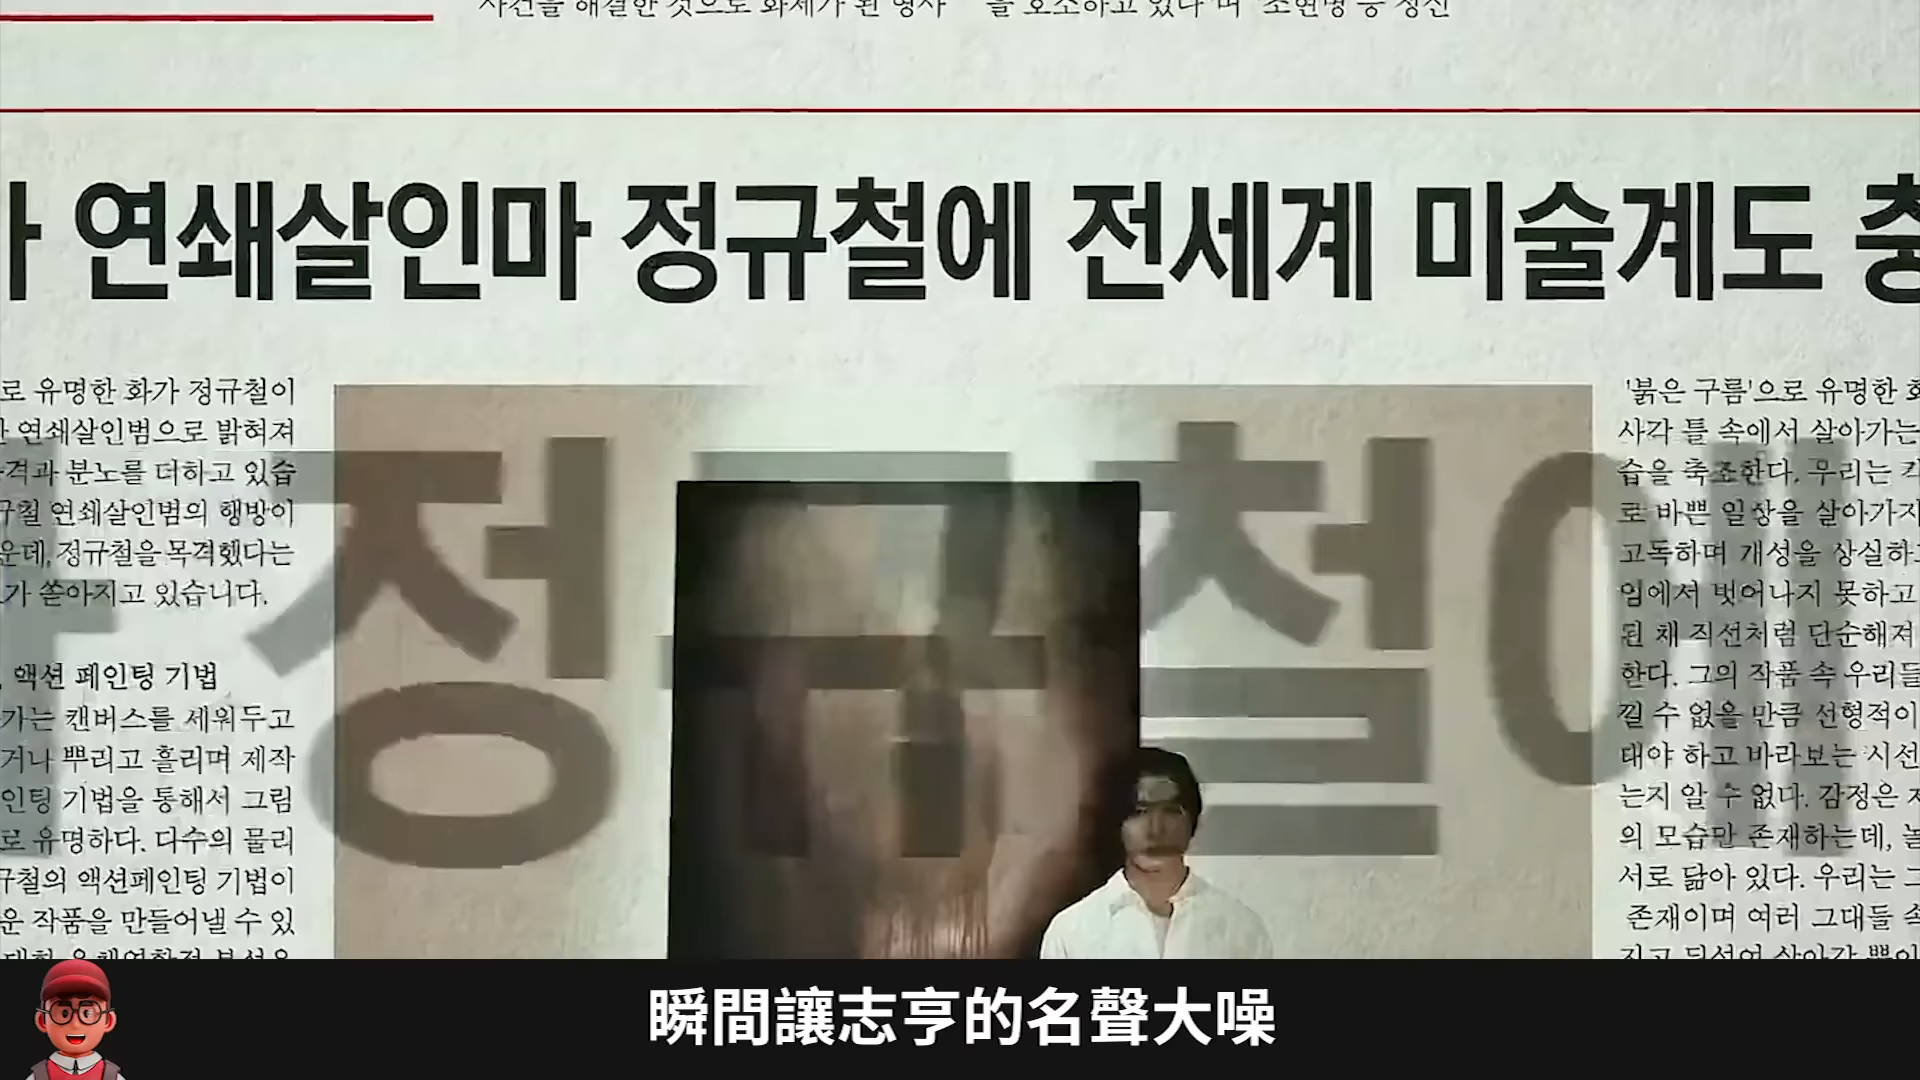 사건을 해결한 것으로 화제가 된 형사
을 호소하고 있다"며 "조현병 등 정신
연쇄살인마 정규철에 전세계 미술계도 충
로 유명한 화가 정규철이
연쇄살인범으로 밝혀져
격과 분노를 더하고 있습
규철 연쇄살인범의 행방이
운데, 정규철을 목격했다는
가 쏟아지고 있습니다.
액션 페인팅 기법
가는 캔버스를 세워두고
거나 뿌리고 흘리며 제작
인팅 기법을 통해서 그림
로 유명하다. 다수의 물리
규철의 액션페인팅 기법이
운 작품을 만들어낼 수 있
정규철에
'붉은 구름'으로 유명한 화
사각 틀 속에서 살아가는
습을 축조한다. 우리는 각
로 바쁜 일상을 살아가지
고독하며 개성을 상실하고
임에서 벗어나지 못하고
된 채 직선처럼 단순해져
한다. 그의 작품 속 우리들
낄 수 없을 만큼 선형적이
대야 하고 바라보는 시선
는지 알 수 없다. 감정은
의 모습만 존재하는데, 놀
서로 닮아 있다. 우리는 그
존재이며 여러 그대들 속
瞬間讓志亨的名聲大噪